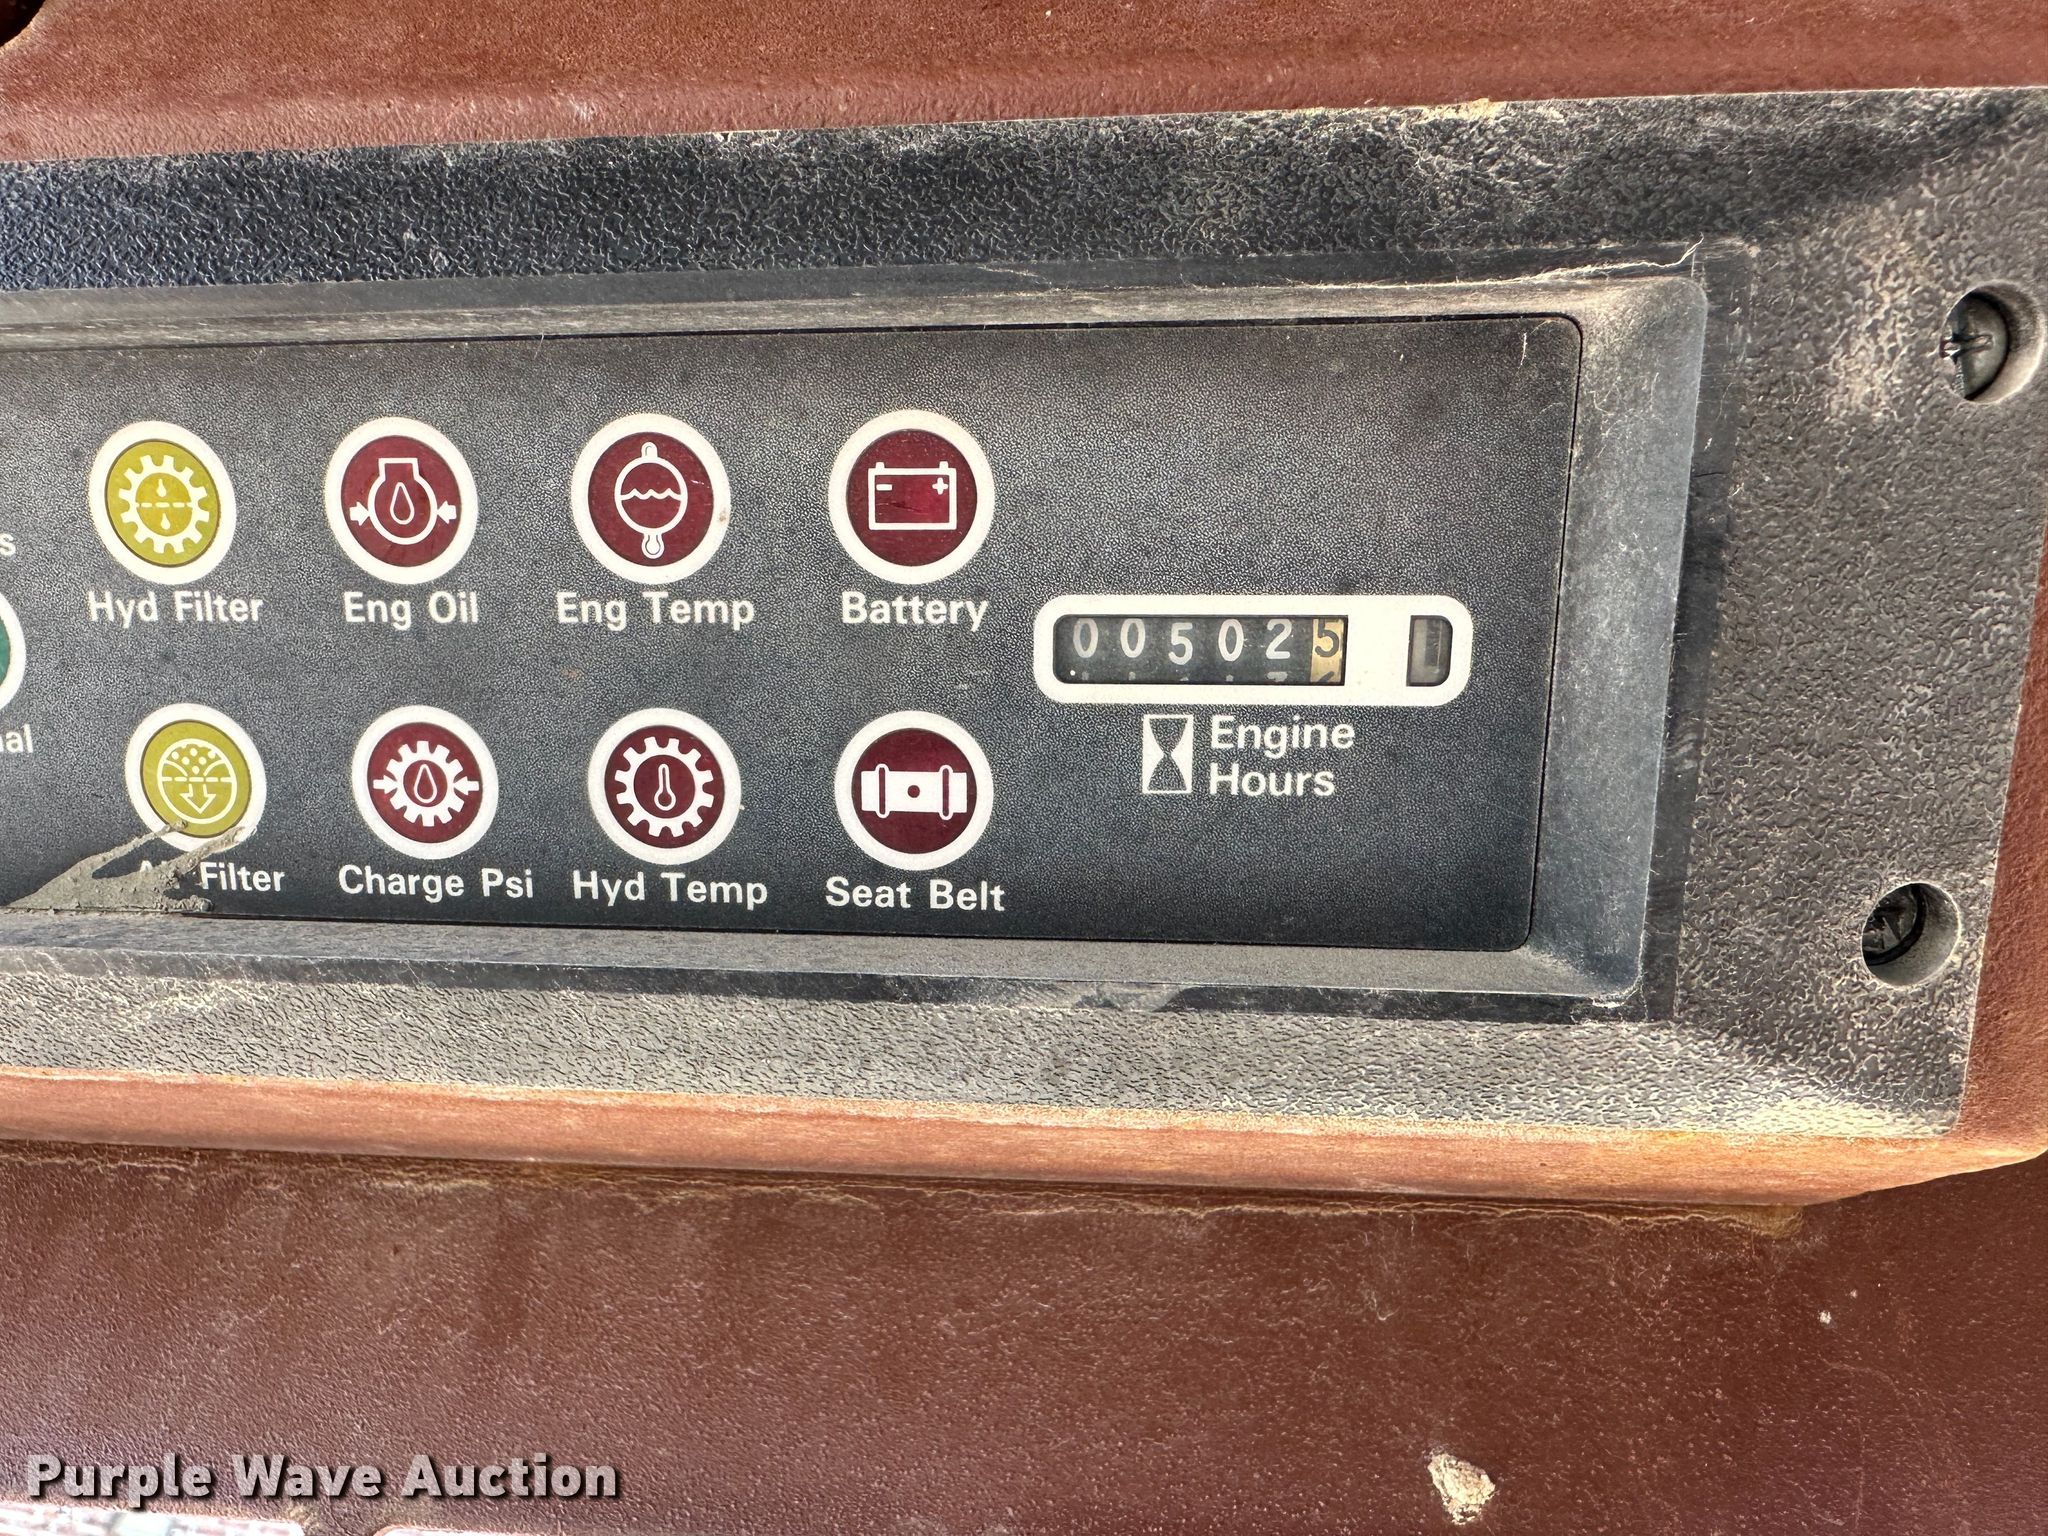 Hyd Filter
Eng Oil
Eng Temp
Battery
005025
Engine
Hours
Filter
Charge Psi
Hyd Temp
Seat Belt
Purple Wave Auction